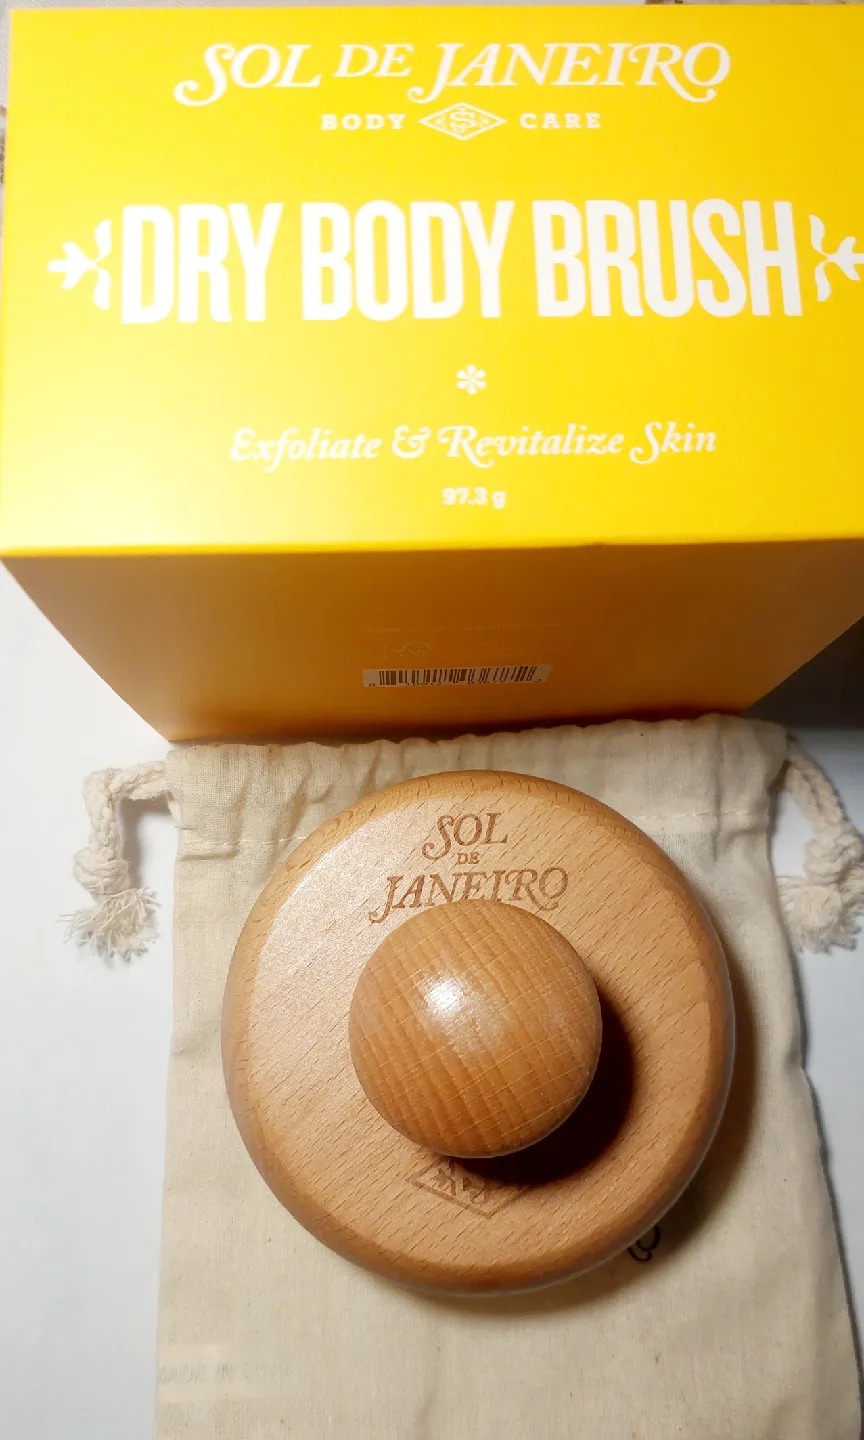 SOL DE JANEIRO
BODY S CARE
DRY BODY BRUSH
Exfoliate & Revitalize Skin
97.3 g
SOL
DE
JANEIRO